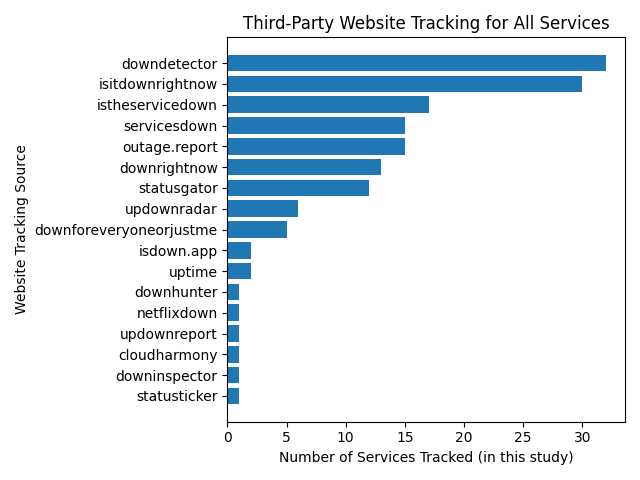 Third-Party Website Tracking for All Services
downdetector
isitdownrightnow
istheservicedown
servicesdown
outage.report
downrightnow
statusgator
updownradar
downforeveryoneorjustme
isdown.app
uptime
downhunter
netflixdown
updownreport
cloudharmony
downinspector
statusticker
Website Tracking Source
0 5 10 15 20 25 30
Number of Services Tracked (in this study)